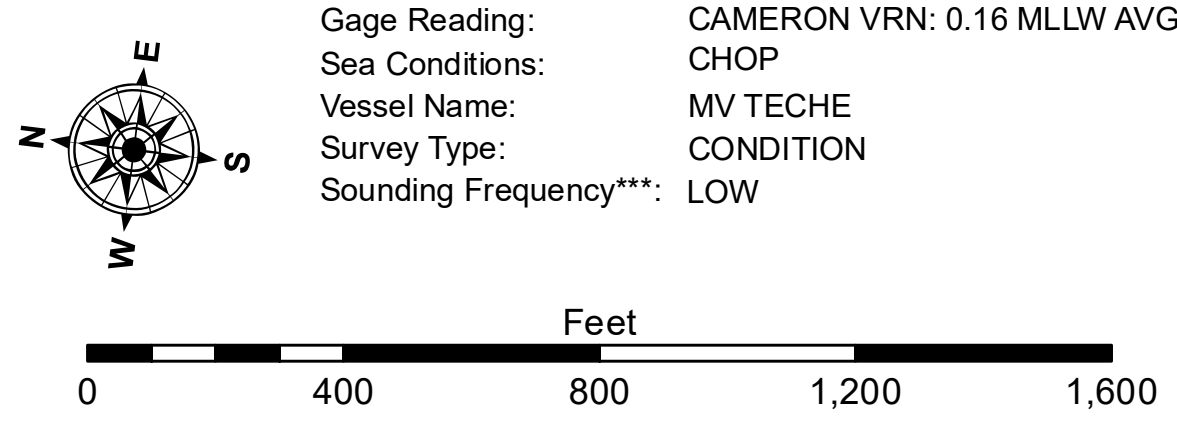 Gage Reading: CAMERON VRN: 0.16 MLLW AVG
Sea Conditions: CHOP
Vessel Name: MV TECHE
Survey Type: CONDITION
Sounding Frequency***: LOW
E
N
S
W
Feet
0 400 800 1,200 1,600